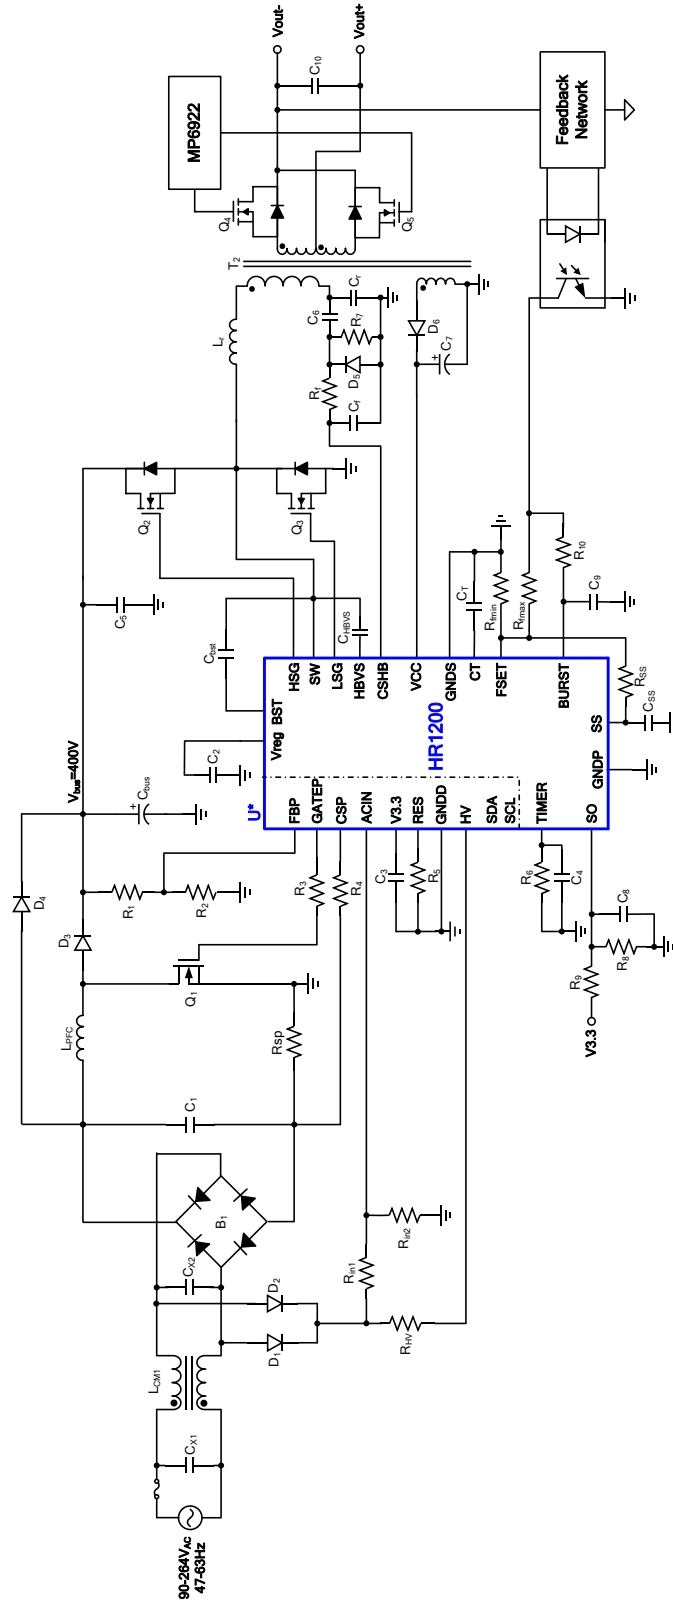 90-264VAC
47-63Hz
CX1
LCM1
CX2
D1
D2
B1
C1
LPFC
D4
D3
Q1
Rsp
R1
R2
Vbus=400V
Cbus
R3
R4
Rin1
Rin2
RHV
C3
R5
R6
C4
V3.3
R9
R8
C8
U*
HR1200
FBP
GATEP
CSP
ACIN
V3.3
RES
GNDD
HV
SDA
SCL
TIMER
SO
GNDP
SS
Vreg
BST
HSG
SW
LSG
HBVS
CSHB
VCC
GNDS
CT
FSET
BURST
C2
Cbst
CHBVS
C5
Q2
Q3
Lr
Rf
Cf
D5
R7
C6
Cr
T2
D6
C7
CT
Rfmin
Rfmax
R10
C9
RSS
CSS
Q4
Q5
MP6922
C10
Vout-
Vout+
Feedback
Network